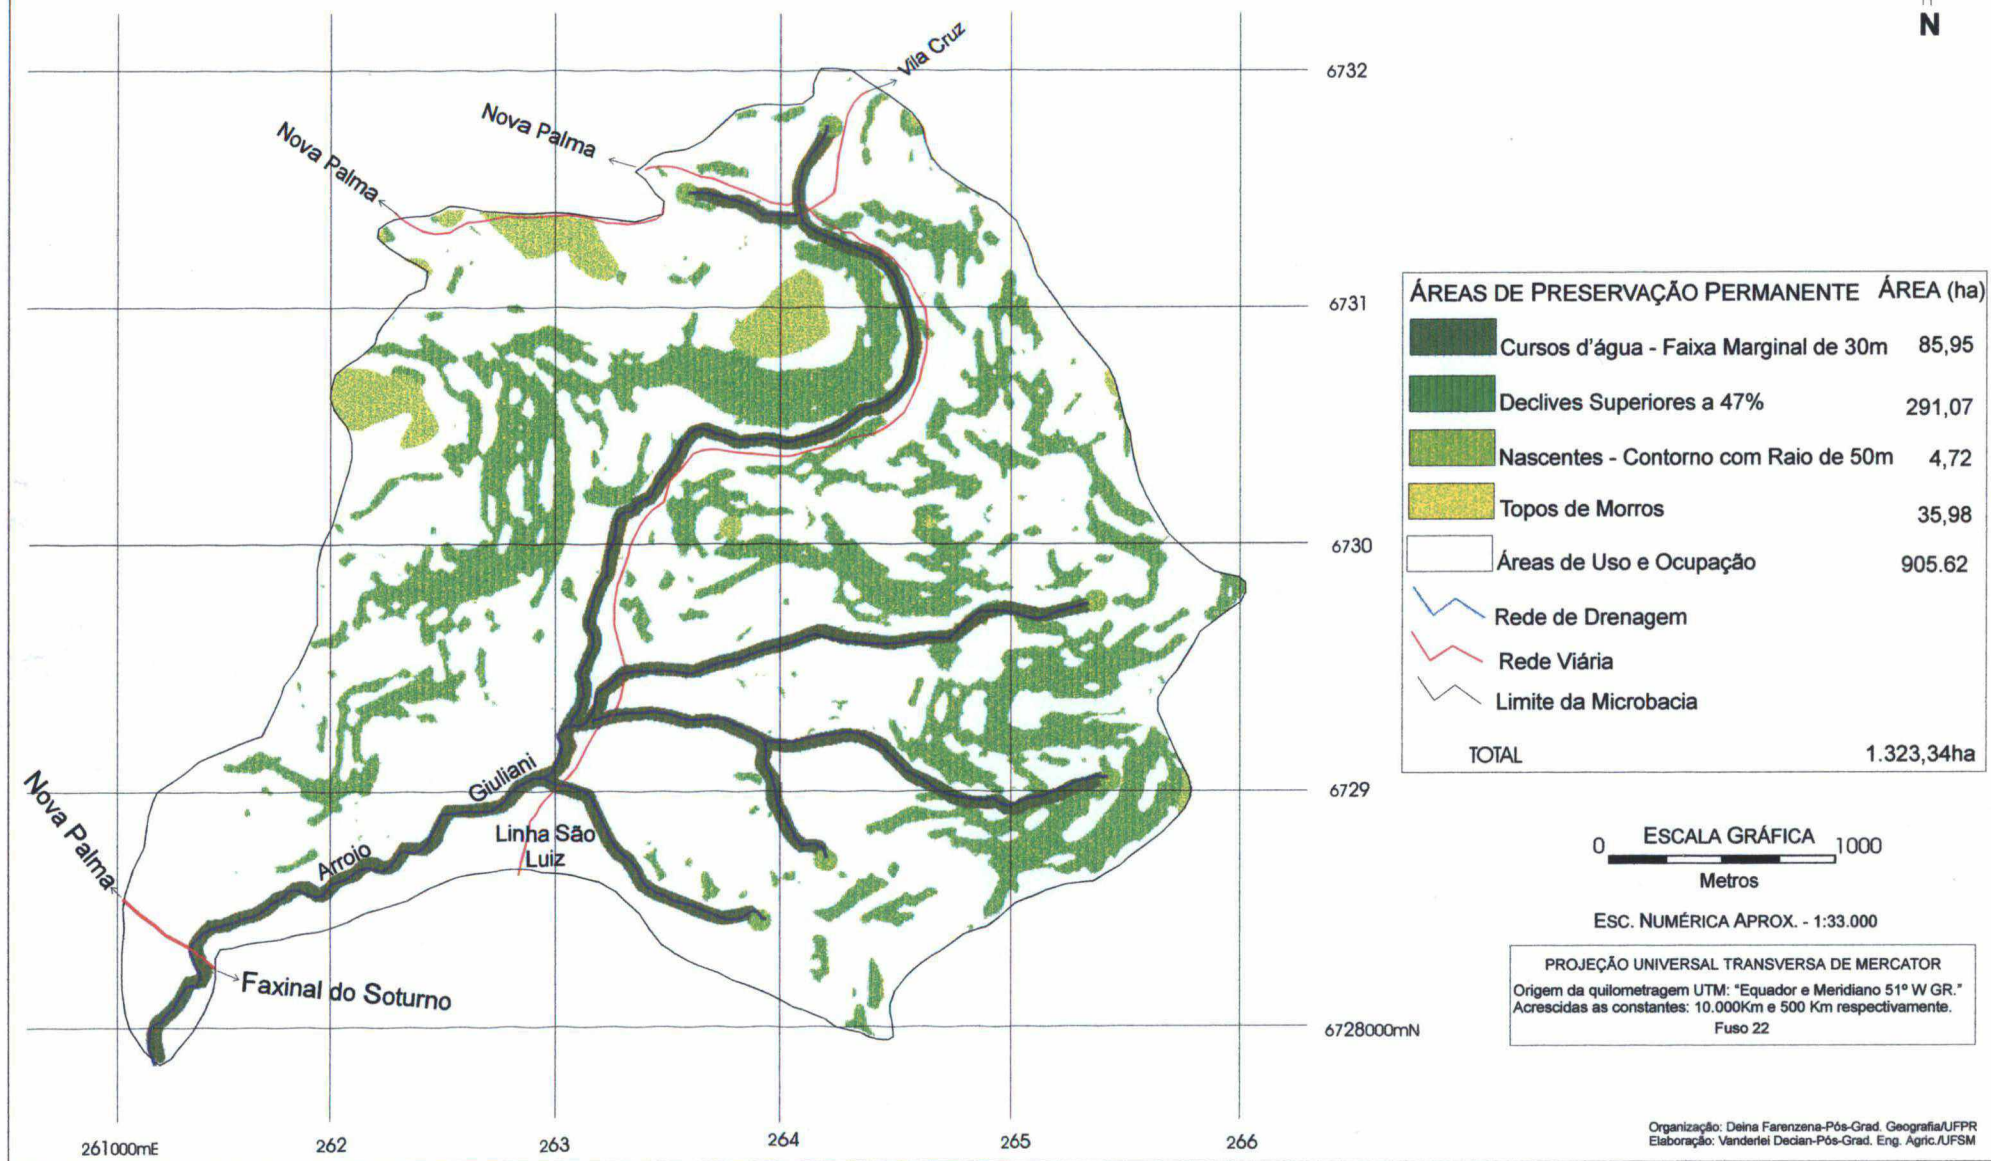 N
Vila Cruz
6732
Nova Palma
Nova Palma
6731
6730
6729
6728000mN
Giuliani
Arroio
Linha São
Luiz
Nova Palma
Faxinal do Soturno
261000mE
262
263
264
265
266
ÁREAS DE PRESERVAÇÃO PERMANENTE ÁREA (ha)
Cursos d'água - Faixa Marginal de 30m 85,95
Declives Superiores a 47% 291,07
Nascentes - Contorno com Raio de 50m 4,72
Topos de Morros 35,98
Áreas de Uso e Ocupação 905.62
Rede de Drenagem
Rede Viária
Limite da Microbacia
TOTAL 1.323,34ha
ESCALA GRÁFICA
0 1000
Metros
ESC. NUMÉRICA APROX. - 1:33.000
PROJEÇÃO UNIVERSAL TRANSVERSA DE MERCATOR
Origem da quilometragem UTM: "Equador e Meridiano 51º W GR."
Acrescidas as constantes: 10.000Km e 500 Km respectivamente.
Fuso 22
Organização: Deina Farenzena-Pós-Grad. Geografia/UFPR
Elaboração: Vanderlei Decian-Pós-Grad. Eng. Agríc./UFSM